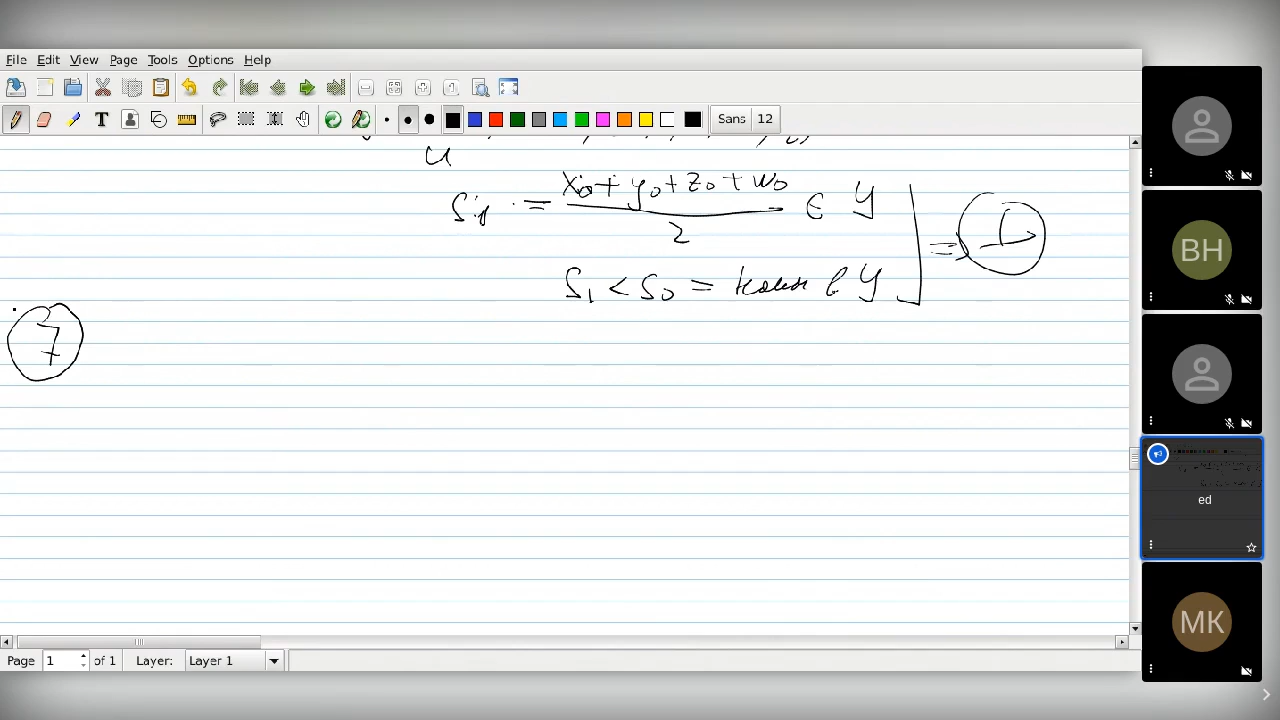 File Edit View Page Tools Options Help
Sans 12
и
S₁ := x₀ + y₀ + z₀ + w₀ / 2 ∈ Y
S₁ < S₀ = наим в Y ⇒ ⊥
7
BH
ed
MK
Page 1 of 1 Layer: Layer 1